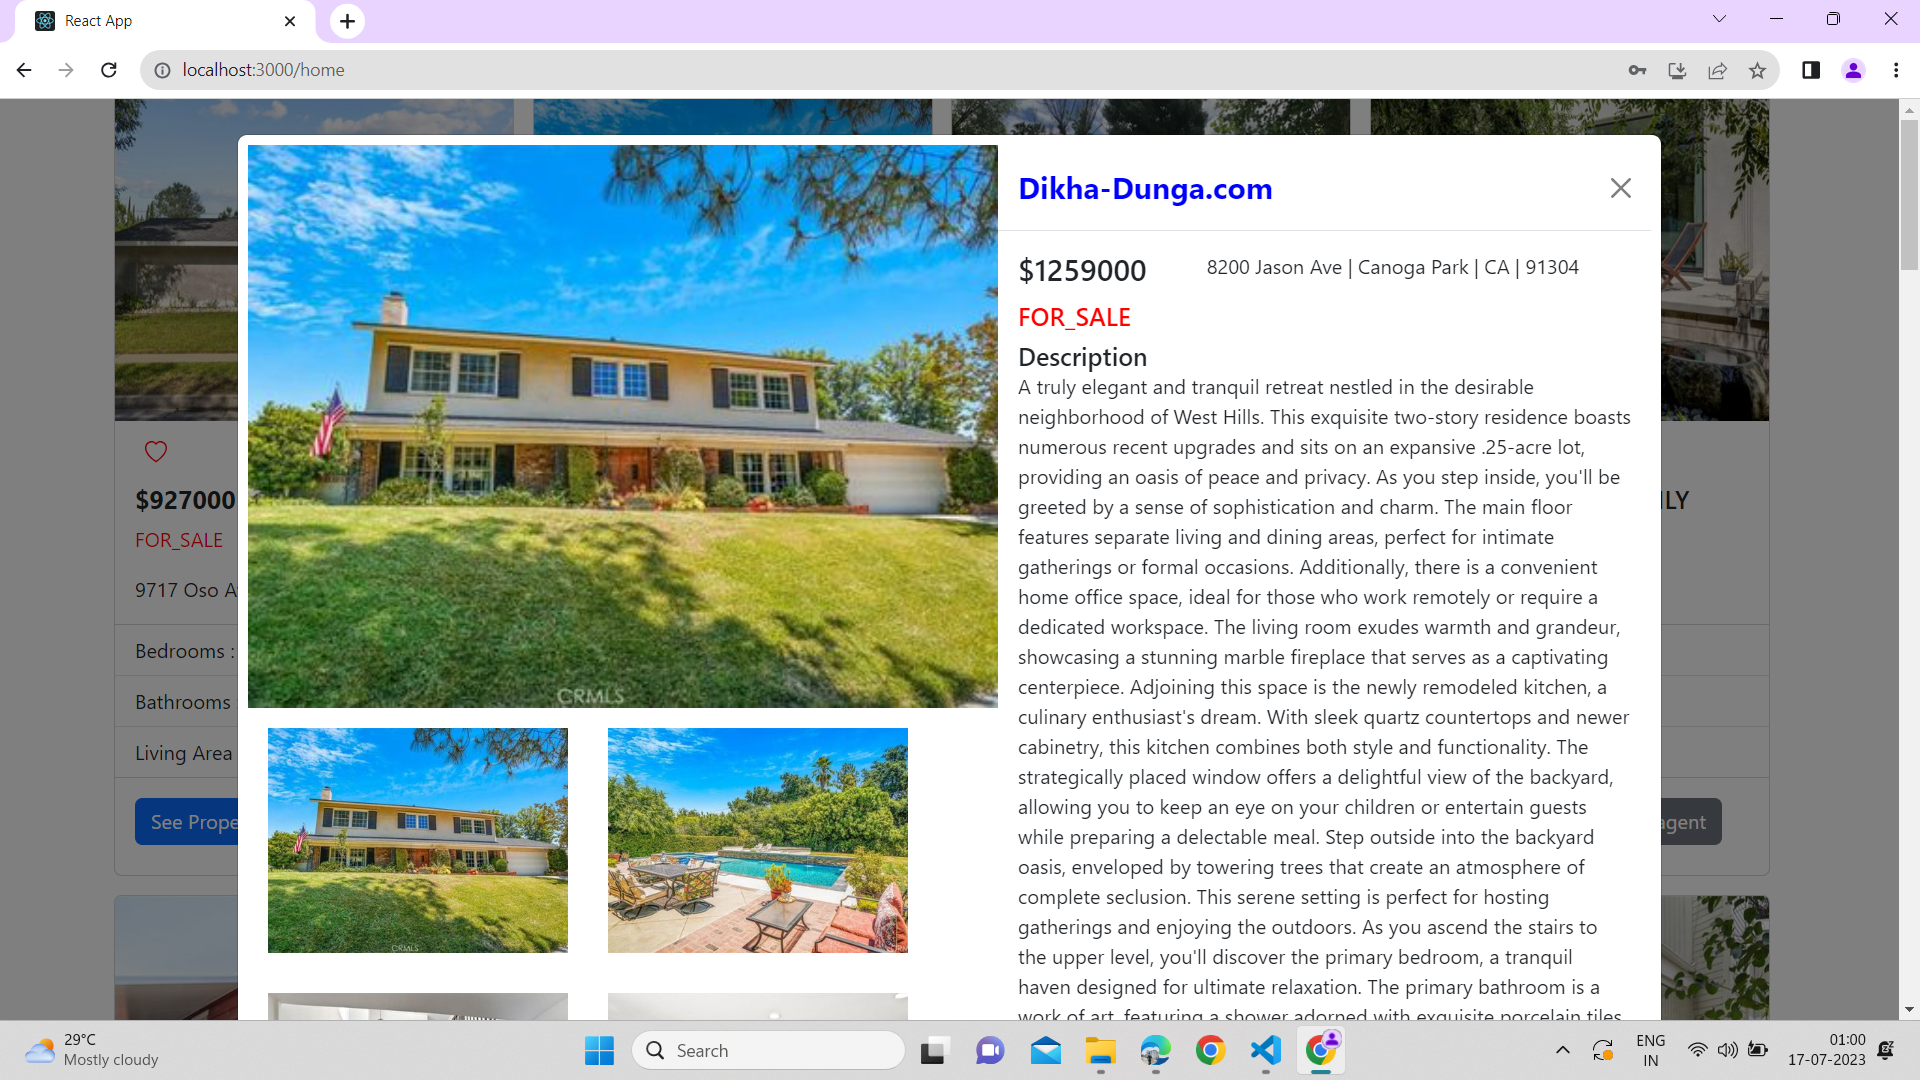 React App
localhost:3000/home
Dikha-Dunga.com
$1259000
8200 Jason Ave | Canoga Park | CA | 91304
FOR_SALE
Description
A truly elegant and tranquil retreat nestled in the desirable
neighborhood of West Hills. This exquisite two-story residence boasts
numerous recent upgrades and sits on an expansive .25-acre lot,
providing an oasis of peace and privacy. As you step inside, you'll be
greeted by a sense of sophistication and charm. The main floor
features separate living and dining areas, perfect for intimate
gatherings or formal occasions. Additionally, there is a convenient
home office space, ideal for those who work remotely or require a
dedicated workspace. The living room exudes warmth and grandeur,
showcasing a stunning marble fireplace that serves as a captivating
centerpiece. Adjoining this space is the newly remodeled kitchen, a
culinary enthusiast's dream. With sleek quartz countertops and newer
cabinetry, this kitchen combines both style and functionality. The
strategically placed window offers a delightful view of the backyard,
allowing you to keep an eye on your children or entertain guests
while preparing a delectable meal. Step outside into the backyard
oasis, enveloped by towering trees that create an atmosphere of
complete seclusion. This serene setting is perfect for hosting
gatherings and enjoying the outdoors. As you ascend the stairs to
the upper level, you'll discover the primary bedroom, a tranquil
haven designed for ultimate relaxation. The primary bathroom is a
work of art, featuring a shower adorned with exquisite porcelain tiles
CRMLS
CRMLS
$927000
FOR_SALE
9717 Oso A
Bedrooms :
Bathrooms
Living Area
See Prope
ILY
agent
29°C
Mostly cloudy
Search
ENG
IN
01:00
17-07-2023